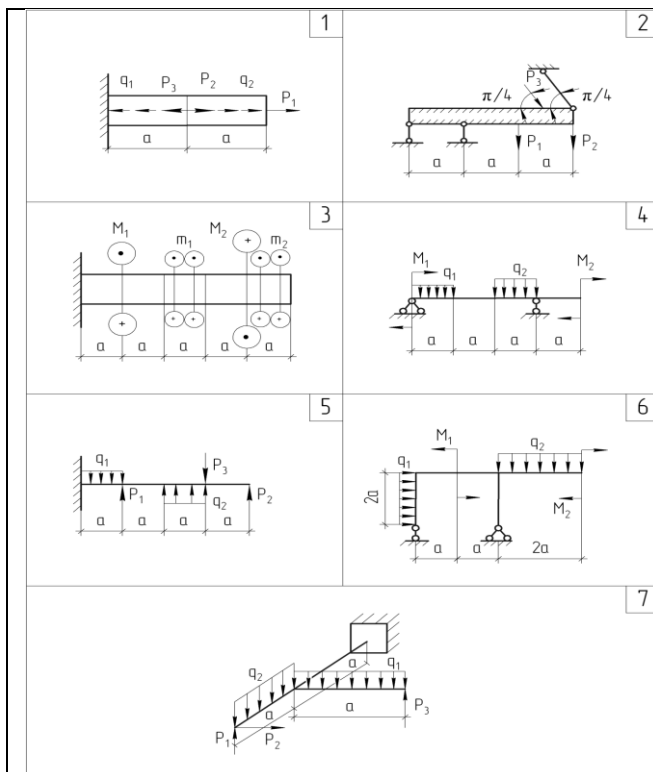 1
q₁ P₃ P₂ q₂ P₁
a a
2
P₃
π/4 π/4
P₁ P₂
a a a
3
M₁ m₁ M₂ m₂
a a a a a
4
M₁ q₁ q₂ M₂
a a a a
5
q₁ P₃
P₁ q₂ P₂
a a a a
6
q₁ M₁ q₂
2a M₂
a a 2a
7
q₂ a q₁
a a P₃
P₁ P₂